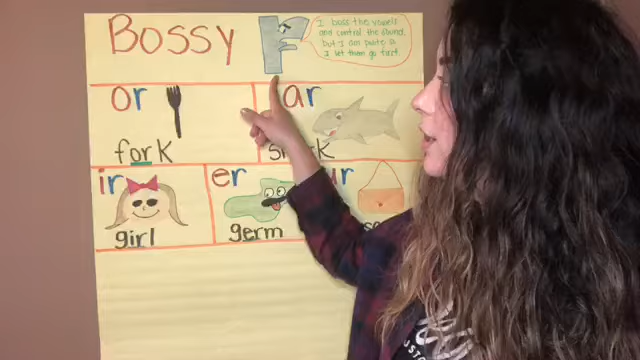 BOSSY r
I boss the vowels
and control the sound,
but I am polite so
I let them go first.
or
ar
fork
ir
er
girl
germ